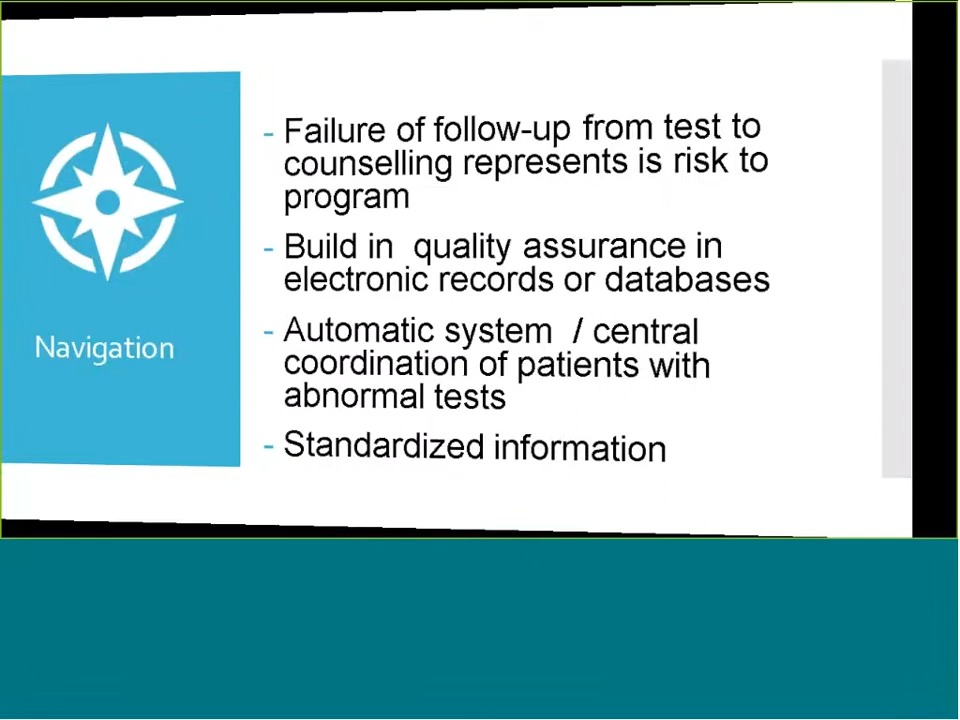 Navigation
- Failure of follow-up from test to
counselling represents is risk to
program
- Build in quality assurance in
electronic records or databases
- Automatic system / central
coordination of patients with
abnormal tests
- Standardized information